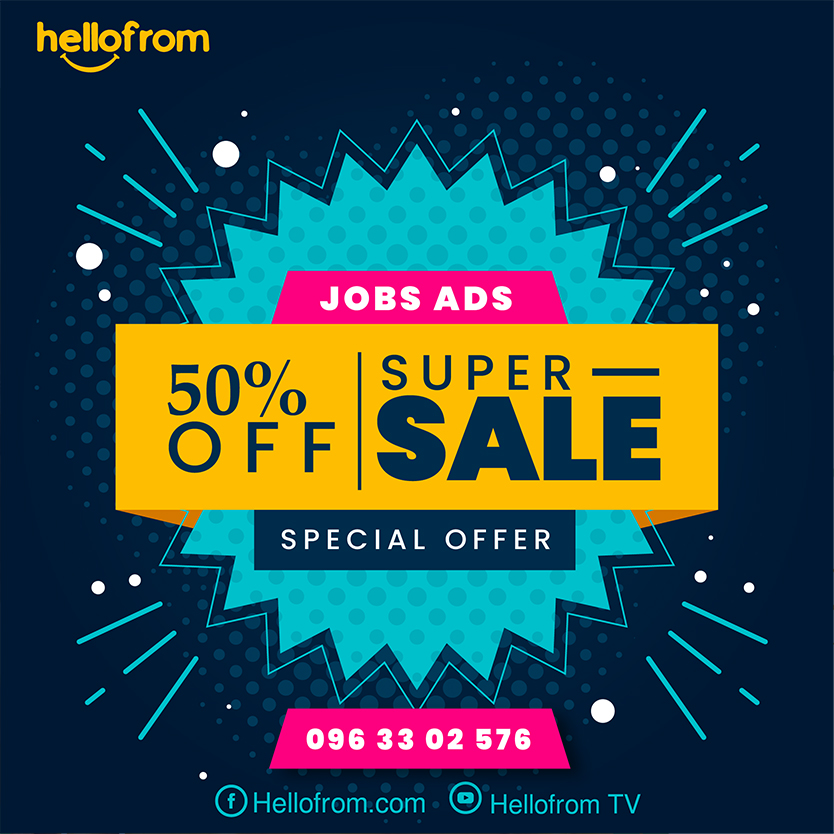 hellofrom
JOBS ADS
50%
OFF
SUPER
SALE
SPECIAL OFFER
096 33 02 576
Hellofrom.com
Hellofrom TV